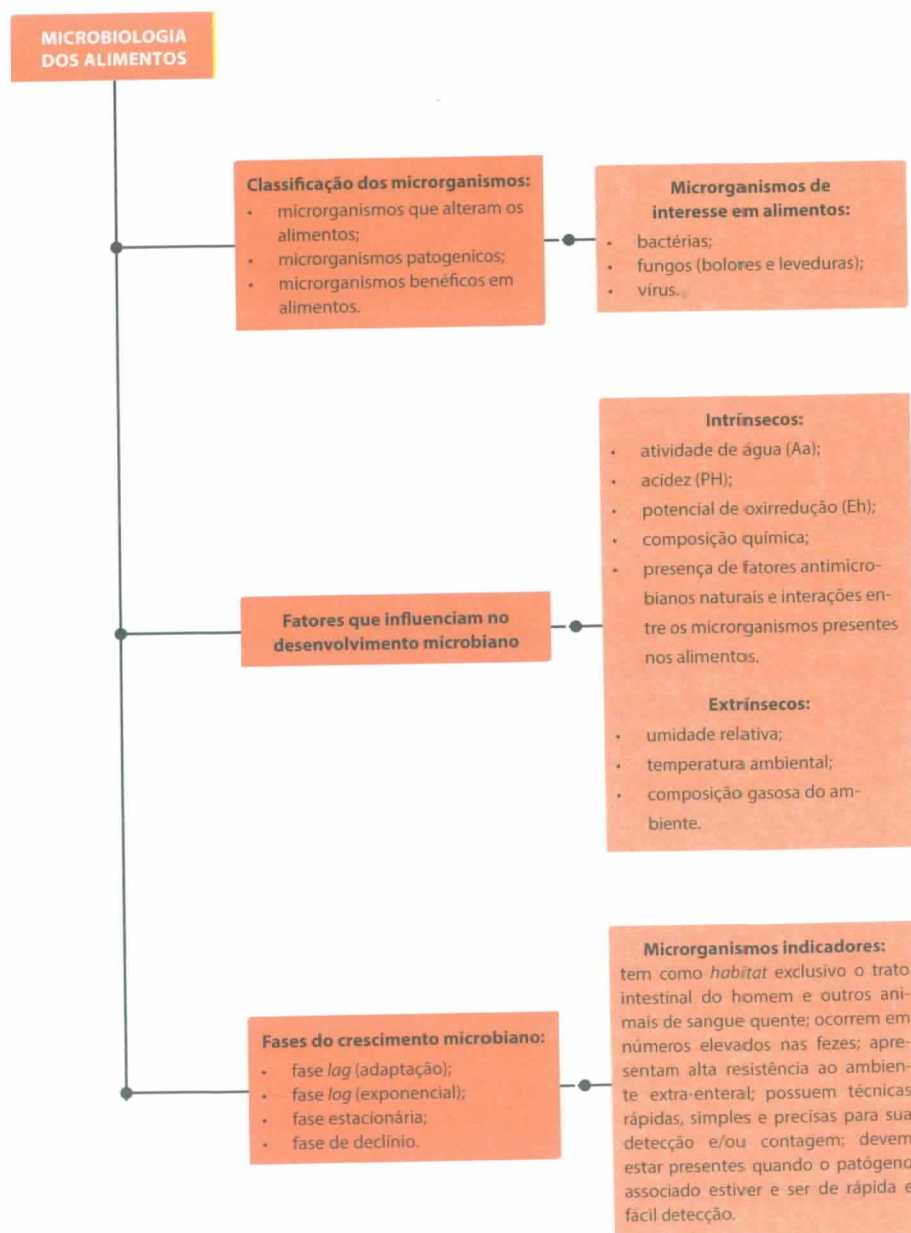 MICROBIOLOGIA
DOS ALIMENTOS
Classificação dos microrganismos:
• microrganismos que alteram os
alimentos;
• microrganismos patogenicos;
• microrganismos benéficos em
alimentos.
Microrganismos de
interesse em alimentos:
• bactérias;
• fungos (bolores e leveduras);
• vírus.
Fatores que influenciam no
desenvolvimento microbiano
Intrínsecos:
• atividade de água (Aa);
• acidez (PH);
• potencial de oxirredução (Eh);
• composição química;
• presença de fatores antimicro-
bianos naturais e interações en-
tre os microrganismos presentes
nos alimentos.
Extrínsecos:
• umidade relativa;
• temperatura ambiental;
• composição gasosa do am-
biente.
Fases do crescimento microbiano:
• fase lag (adaptação);
• fase log (exponencial);
• fase estacionária;
• fase de declínio.
Microrganismos indicadores:
tem como habitat exclusivo o trato
intestinal do homem e outros ani-
mais de sangue quente; ocorrem em
números elevados nas fezes; apre-
sentam alta resistência ao ambien-
te extra-enteral; possuem técnicas
rápidas, simples e precisas para sua
detecção e/ou contagem; devem
estar presentes quando o patógeno
associado estiver e ser de rápida e
fácil detecção.